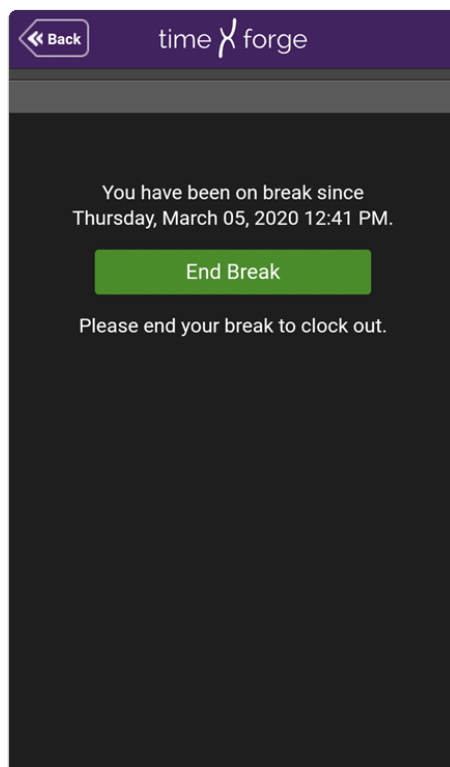 Back
time forge
You have been on break since
Thursday, March 05, 2020 12:41 PM.
End Break
Please end your break to clock out.